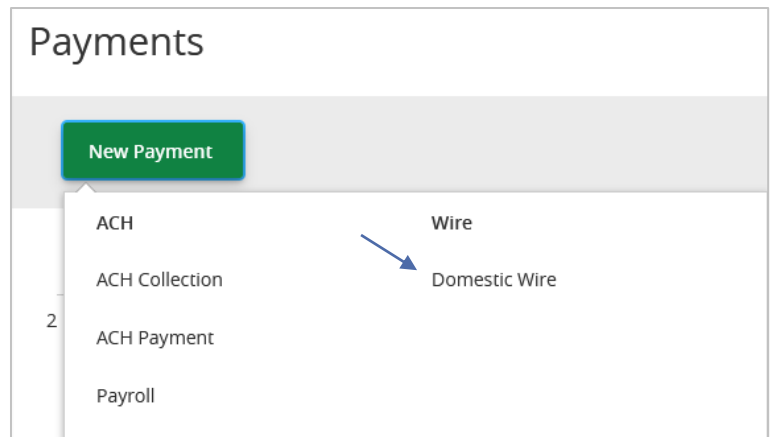 Payments
New Payment
ACH
Wire
ACH Collection
Domestic Wire
2
ACH Payment
Payroll